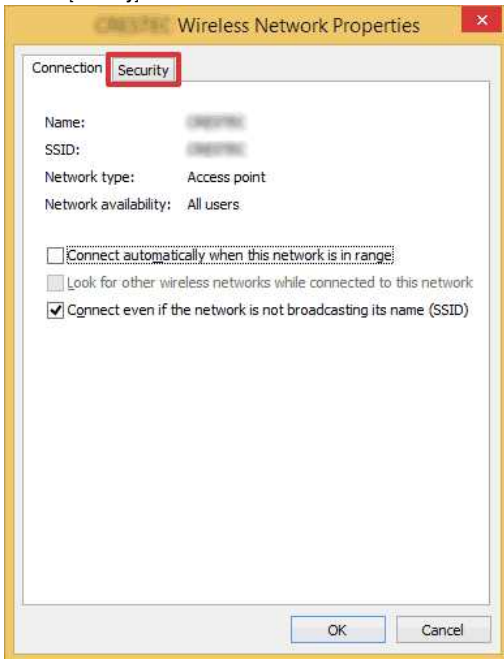 Wireless Network Properties
Connection
Security
Name:
SSID:
Network type: Access point
Network availability: All users
Connect automatically when this network is in range
Look for other wireless networks while connected to this network
Connect even if the network is not broadcasting its name (SSID)
OK
Cancel